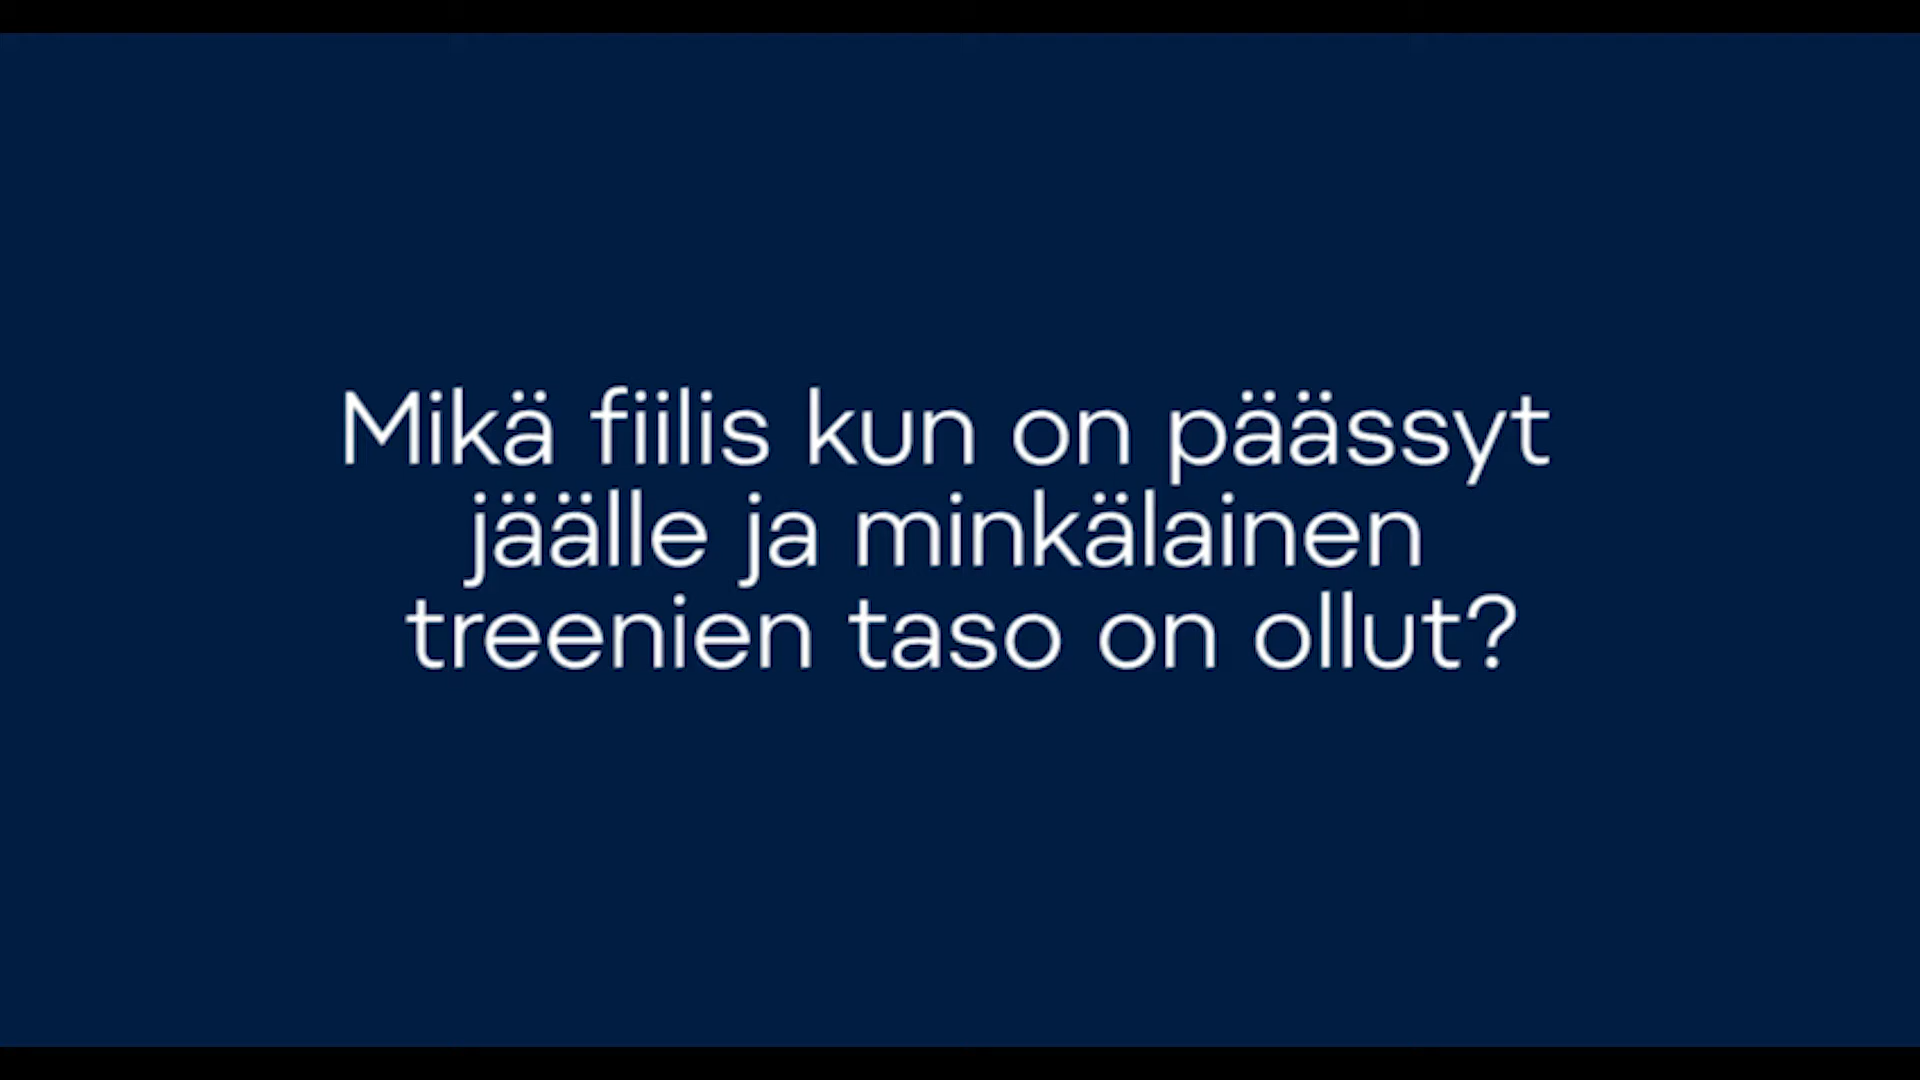 Mikä fiilis kun on päässyt
jäälle ja minkälainen
treenien taso on ollut?